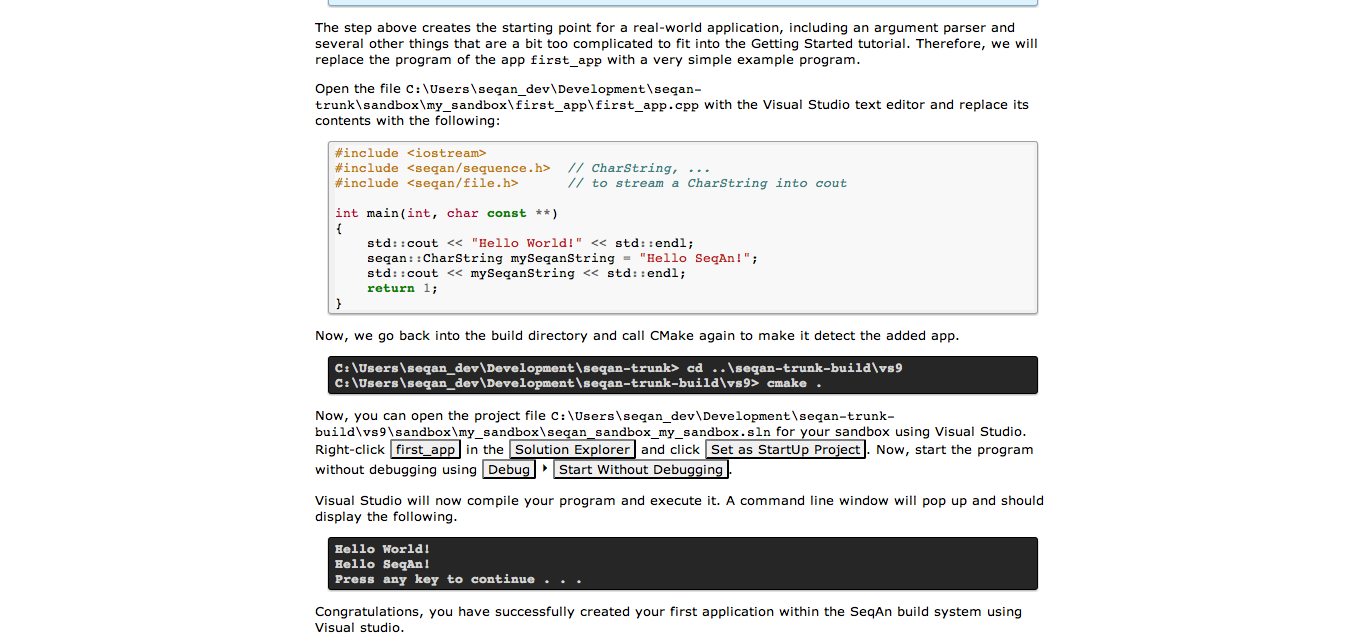 The step above creates the starting point for a real-world application, including an argument parser and
several other things that are a bit too complicated to fit into the Getting Started tutorial. Therefore, we will
replace the program of the app first_app with a very simple example program.
Open the file C:\Users\seqan_dev\Development\seqan-
trunk\sandbox\my_sandbox\first_app\first_app.cpp with the Visual Studio text editor and replace its
contents with the following:
#include <iostream>
#include <seqan/sequence.h>  // CharString, ...
#include <seqan/file.h>      // to stream a CharString into cout
int main(int, char const **)
{
    std::cout << "Hello World!" << std::endl;
    seqan::CharString mySeqanString = "Hello SeqAn!";
    std::cout << mySeqanString << std::endl;
    return 1;
}
Now, we go back into the build directory and call CMake again to make it detect the added app.
C:\Users\seqan_dev\Development\seqan-trunk> cd ..\seqan-trunk-build\vs9
C:\Users\seqan_dev\Development\seqan-trunk-build\vs9> cmake .
Now, you can open the project file C:\Users\seqan_dev\Development\seqan-trunk-
build\vs9\sandbox\my_sandbox\seqan_sandbox_my_sandbox.sln for your sandbox using Visual Studio.
Right-click first_app in the Solution Explorer and click Set as StartUp Project. Now, start the program
without debugging using Debug ‣ Start Without Debugging.
Visual Studio will now compile your program and execute it. A command line window will pop up and should
display the following.
Hello World!
Hello SeqAn!
Press any key to continue . . .
Congratulations, you have successfully created your first application within the SeqAn build system using
Visual studio.